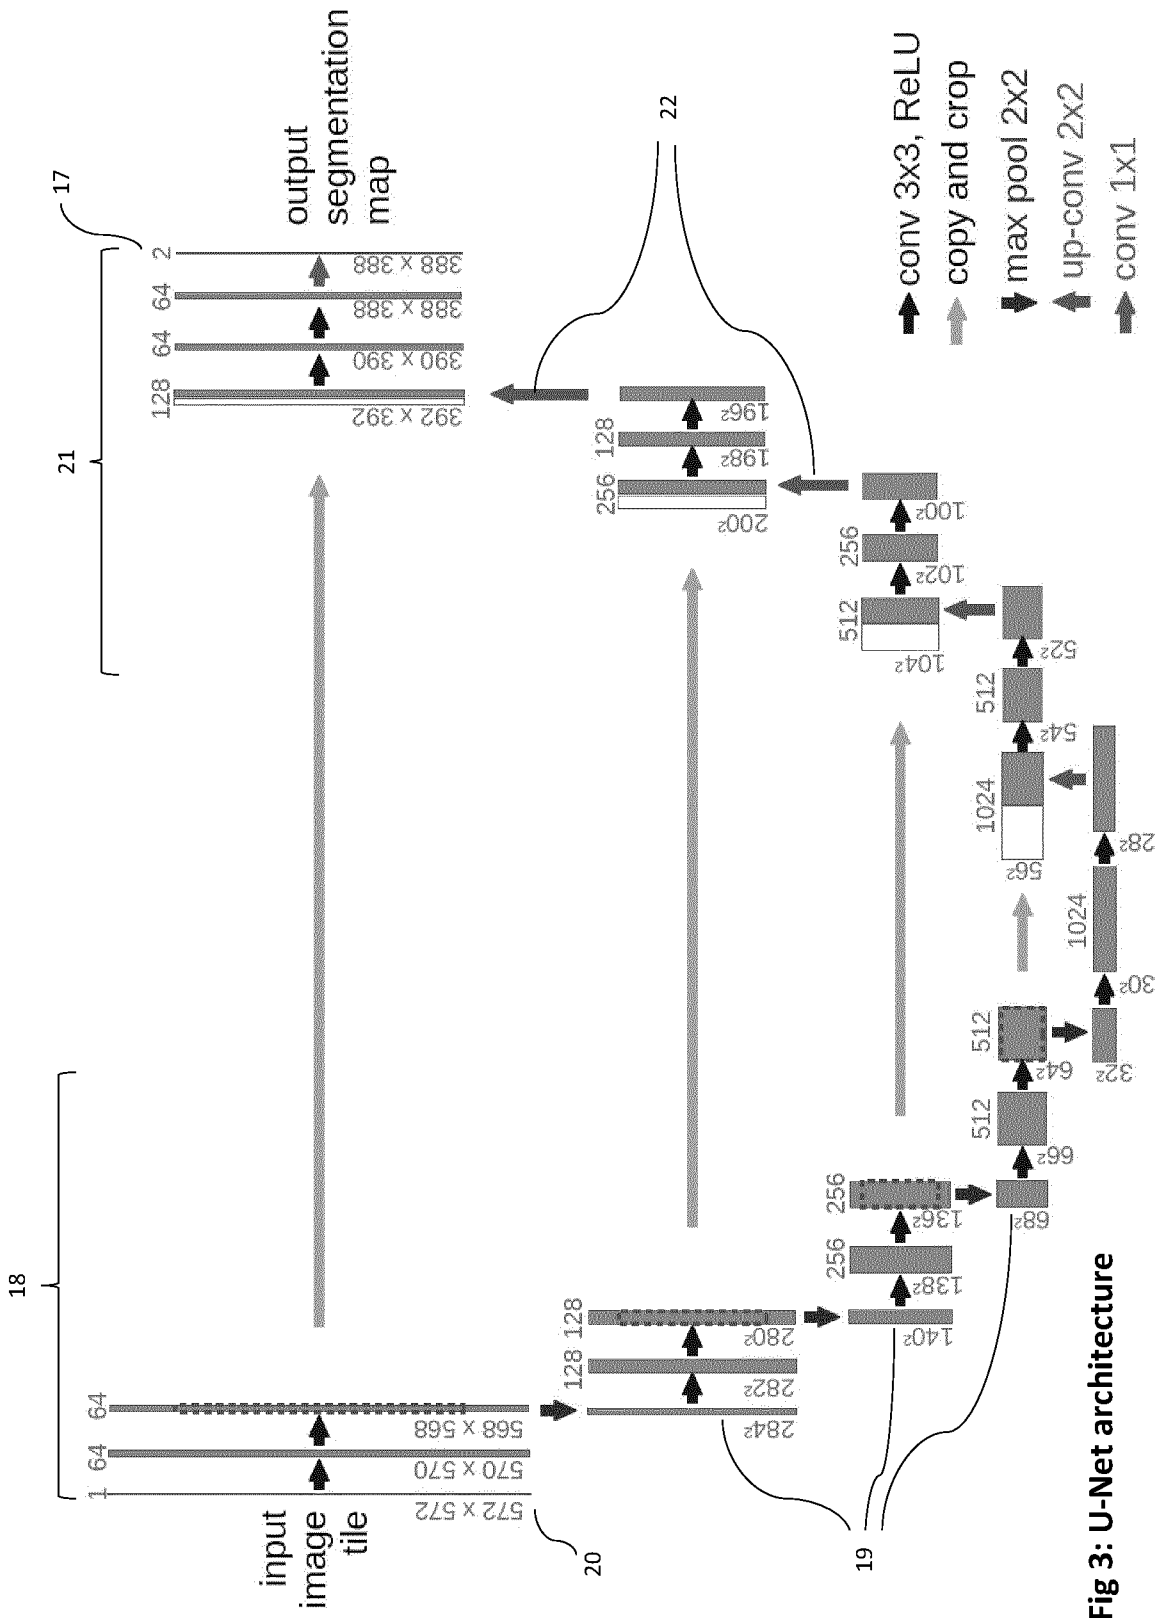 18
21
17
1
64
64
128
64
64
2
input
image
tile
output
segmentation
map
572 x 572
570 x 570
568 x 568
392 x 392
390 x 390
388 x 388
388 x 388
20
22
128
128
256
128
284²
282²
280²
200²
198²
196²
19
256
256
512
256
140²
138²
136²
104²
102²
100²
512
512
1024
512
68²
66²
64²
56²
54²
52²
1024
32²
30²
28²
conv 3x3, ReLU
copy and crop
max pool 2x2
up-conv 2x2
conv 1x1
Fig 3: U-Net architecture